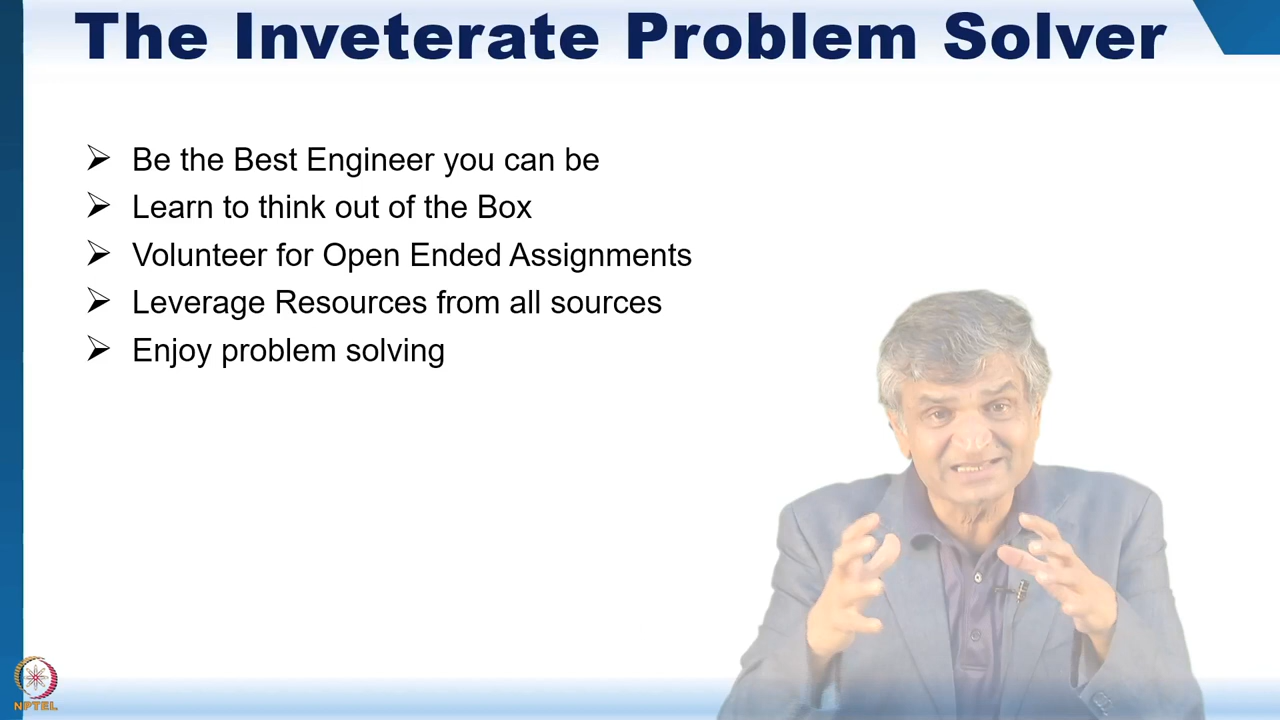 The Inveterate Problem Solver
Be the Best Engineer you can be
Learn to think out of the Box
Volunteer for Open Ended Assignments
Leverage Resources from all sources
Enjoy problem solving
NPTEL